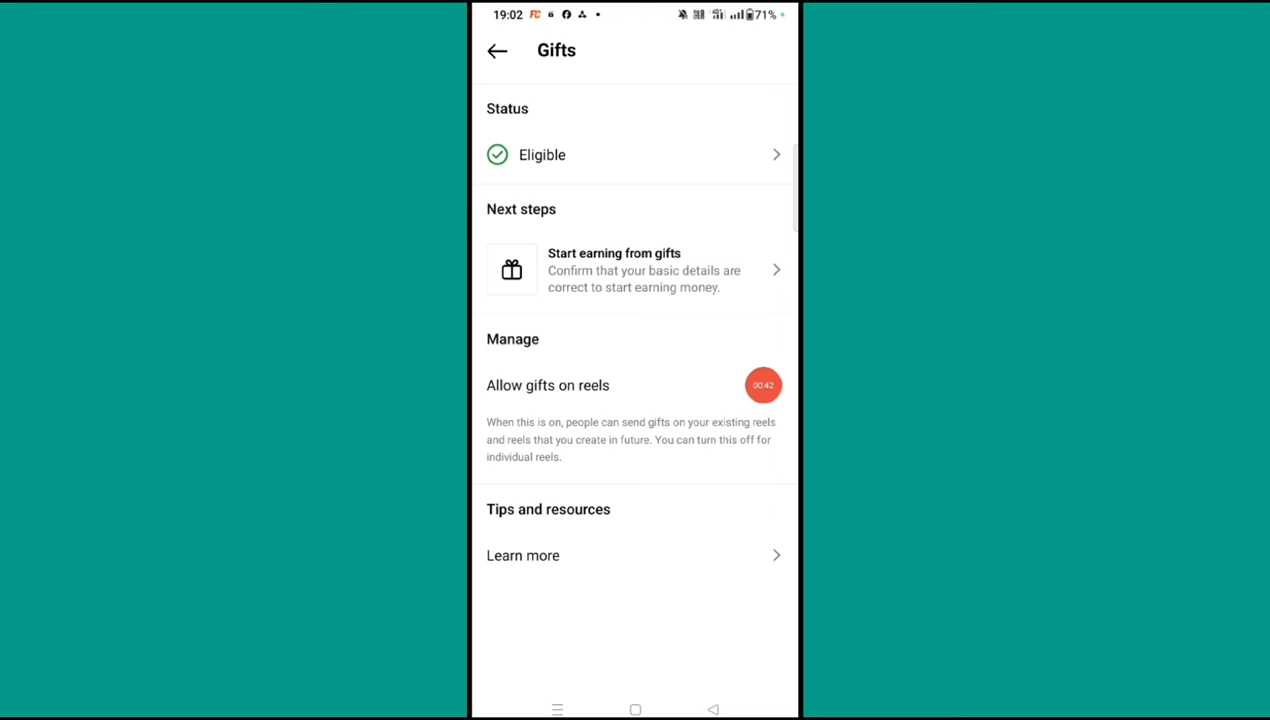 19:02 FC 71%
Gifts
Status
Eligible
Next steps
Start earning from gifts
Confirm that your basic details are
correct to start earning money.
Manage
Allow gifts on reels
00:42
When this is on, people can send gifts on your existing reels
and reels that you create in future. You can turn this off for
individual reels.
Tips and resources
Learn more